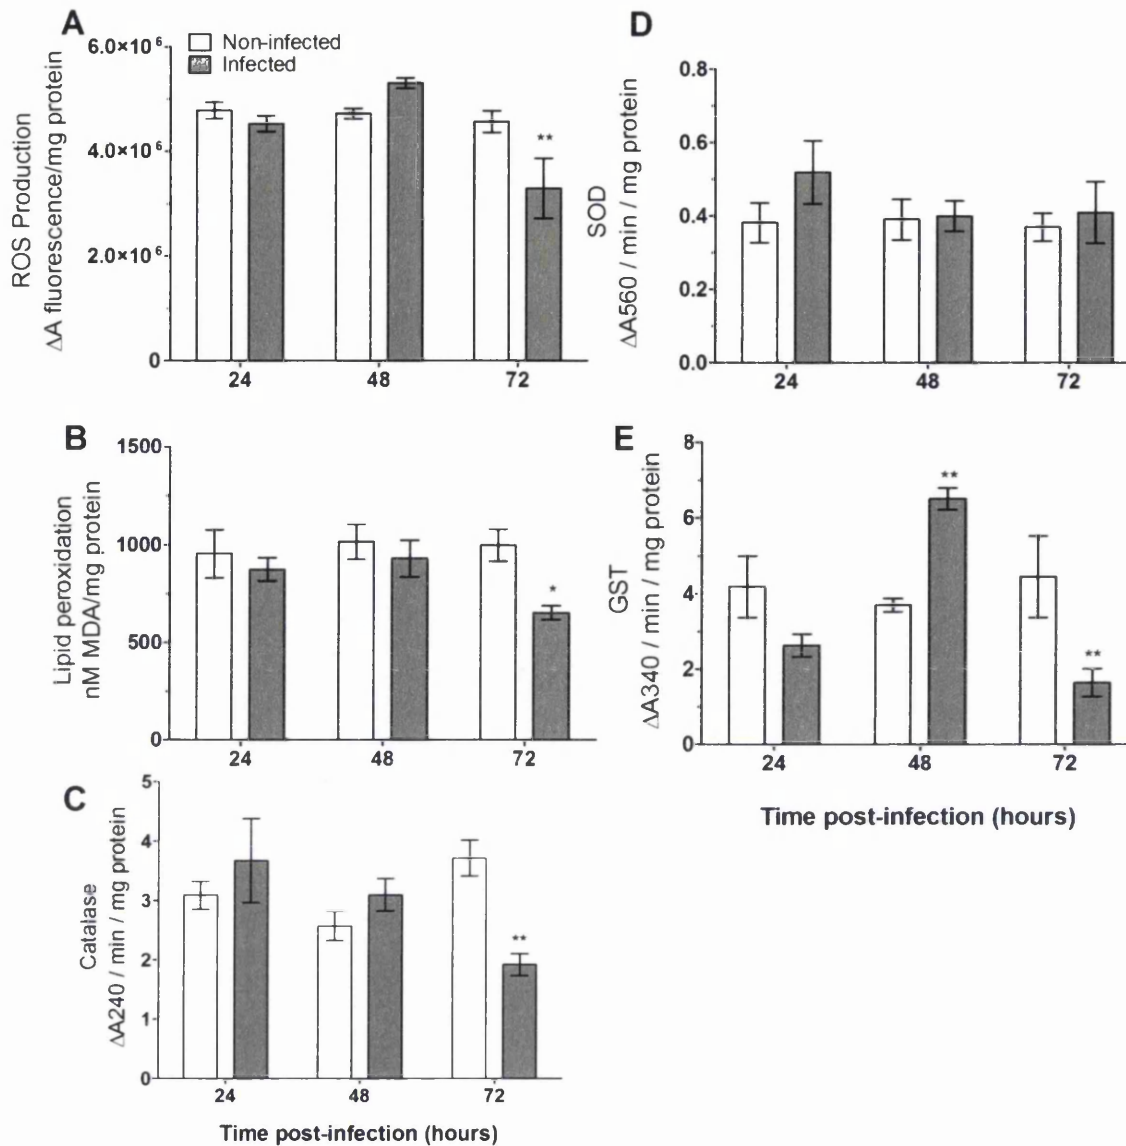 A
Non-infected
Infected
ROS Production
ΔA fluorescence/mg protein
6.0×10⁶
4.0×10⁶
2.0×10⁶
0
**
24 48 72
B
Lipid peroxidation
nM MDA/mg protein
1500
1000
500
0
*
24 48 72
C
Catalase
ΔA240 / min / mg protein
5
4
3
2
1
0
**
24 48 72
Time post-infection (hours)
D
SOD
ΔA560 / min / mg protein
0.8
0.6
0.4
0.2
0.0
24 48 72
E
GST
ΔA340 / min / mg protein
8
6
4
2
0
**
**
24 48 72
Time post-infection (hours)